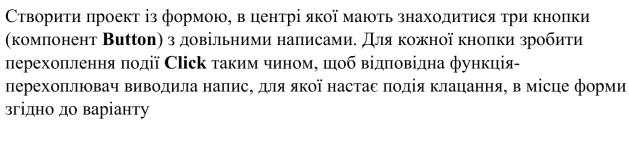 Створити проект із формою, в центрі якої мають знаходитися три кнопки
(компонент Button) з довільними написами. Для кожної кнопки зробити
перехоплення події Click таким чином, щоб відповідна функція-
перехоплювач виводила напис, для якої настає подія клацання, в місце форми
згідно до варіанту